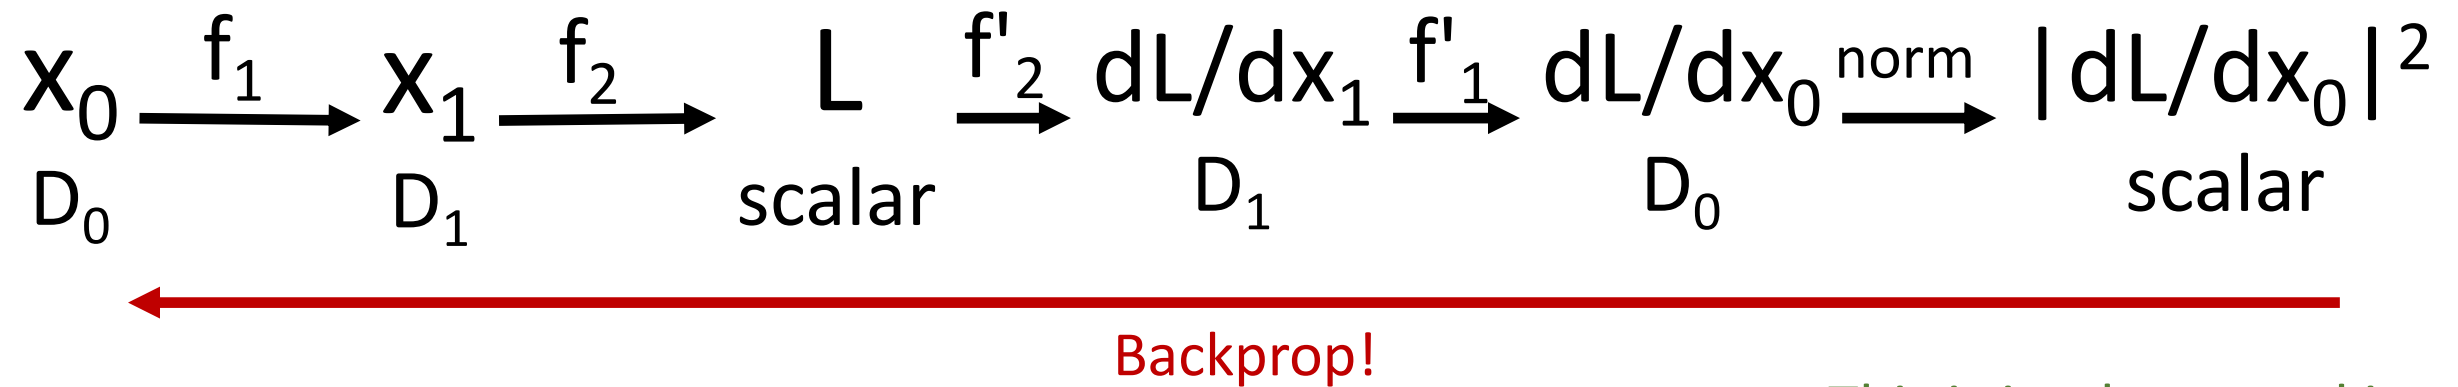 x₀ f₁ x₁ f₂ L f'₂ dL/dx₁ f'₁ dL/dx₀ norm |dL/dx₀|²
D₀ D₁ scalar D₁ D₀ scalar
Backprop!